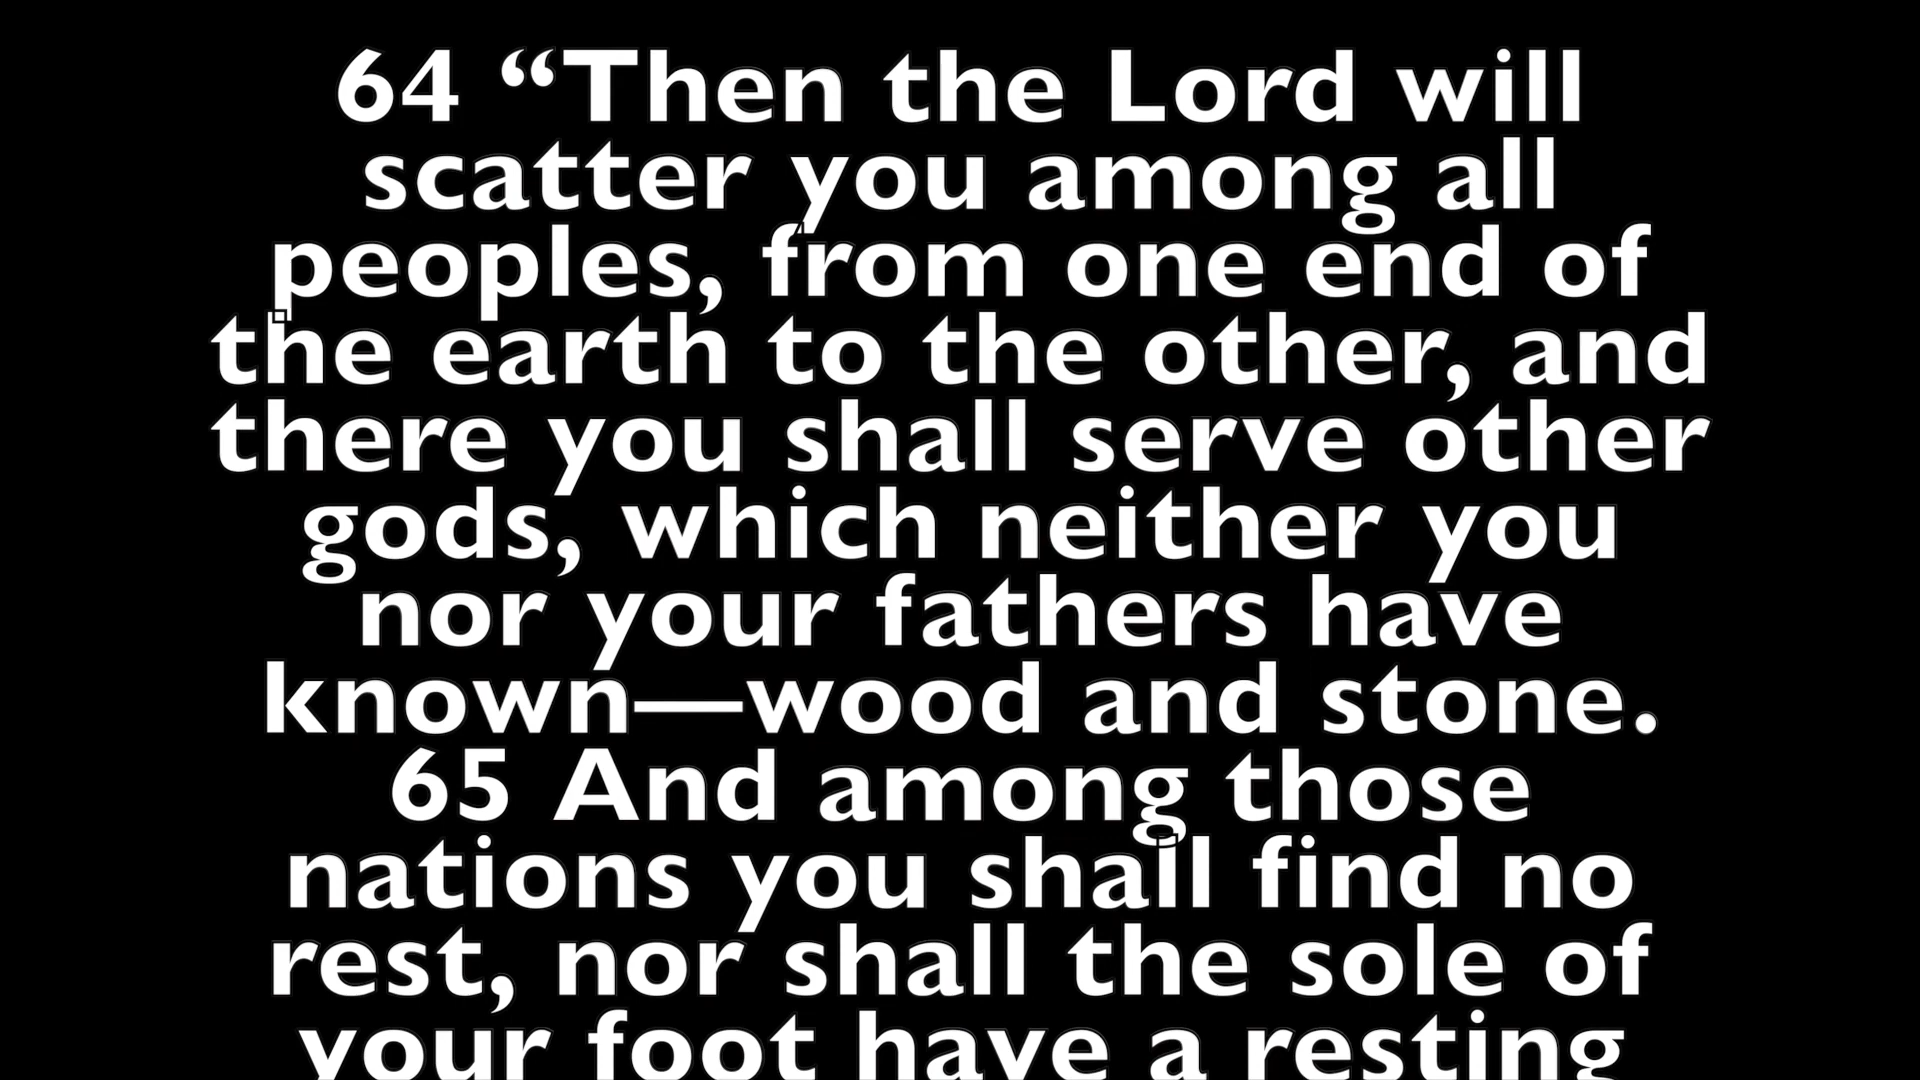 64 “Then the Lord will
scatter you among all
peoples, from one end of
the earth to the other, and
there you shall serve other
gods, which neither you
nor your fathers have
known—wood and stone.
65 And among those
nations you shall find no
rest, nor shall the sole of
your foot have a resting